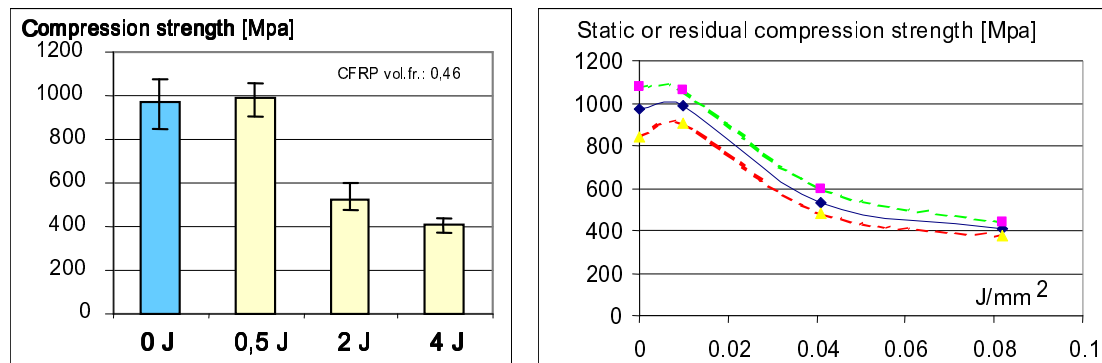 Compression strength [Mpa]
1200
1000
800
600
400
200
0
CFRP vol.fr.: 0,46
0 J 0,5 J 2 J 4 J
Static or residual compression strength [Mpa]
1200
1000
800
600
400
200
0
J/mm 2
0 0.02 0.04 0.06 0.08 0.1